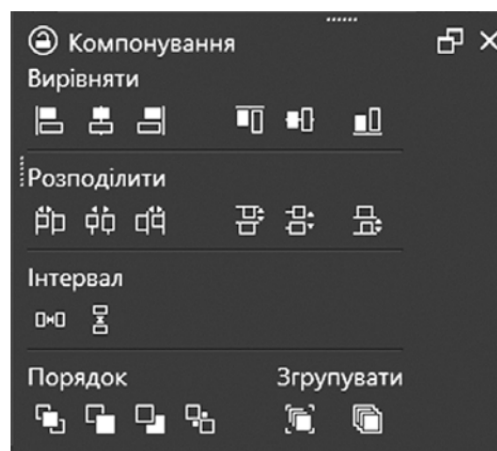 Компонування
Вирівняти
Розподілити
Інтервал
Порядок Згрупувати